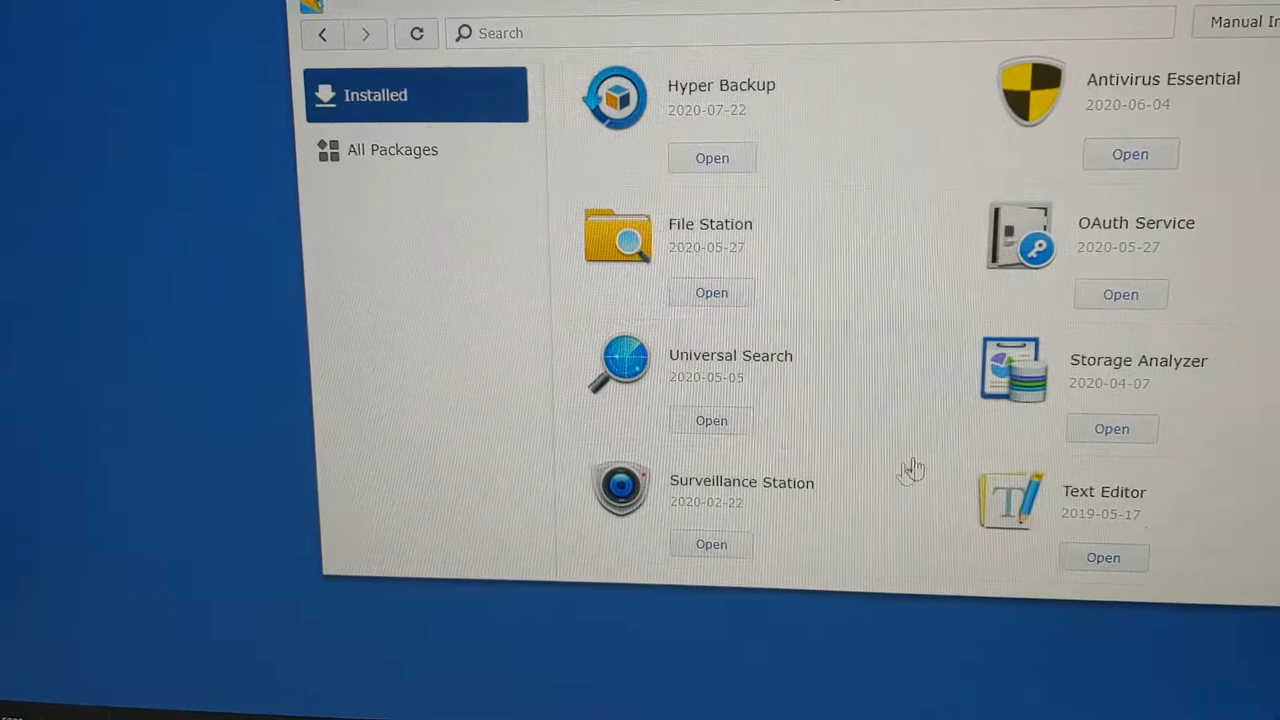 Search
Manual In
Installed
All Packages
Hyper Backup
2020-07-22
Open
Antivirus Essential
2020-06-04
Open
File Station
2020-05-27
Open
OAuth Service
2020-05-27
Open
Universal Search
2020-05-05
Open
Storage Analyzer
2020-04-07
Open
Surveillance Station
2020-02-22
Open
Text Editor
2019-05-17
Open